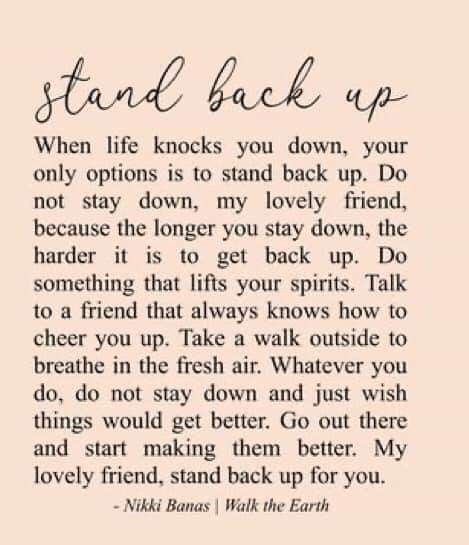 stand back up
When life knocks you down, your
only options is to stand back up. Do
not stay down, my lovely friend,
because the longer you stay down, the
harder it is to get back up. Do
something that lifts your spirits. Talk
to a friend that always knows how to
cheer you up. Take a walk outside to
breathe in the fresh air. Whatever you
do, do not stay down and just wish
things would get better. Go out there
and start making them better. My
lovely friend, stand back up for you.
- Nikki Banas | Walk the Earth